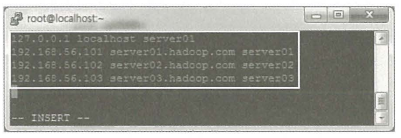 root@localhost:~
127.0.0.1 localhost server01
192.168.56.101 server01.hadoop.com server01
192.168.56.102 server02.hadoop.com server02
192.168.56.103 server03.hadoop.com server03
-- INSERT --